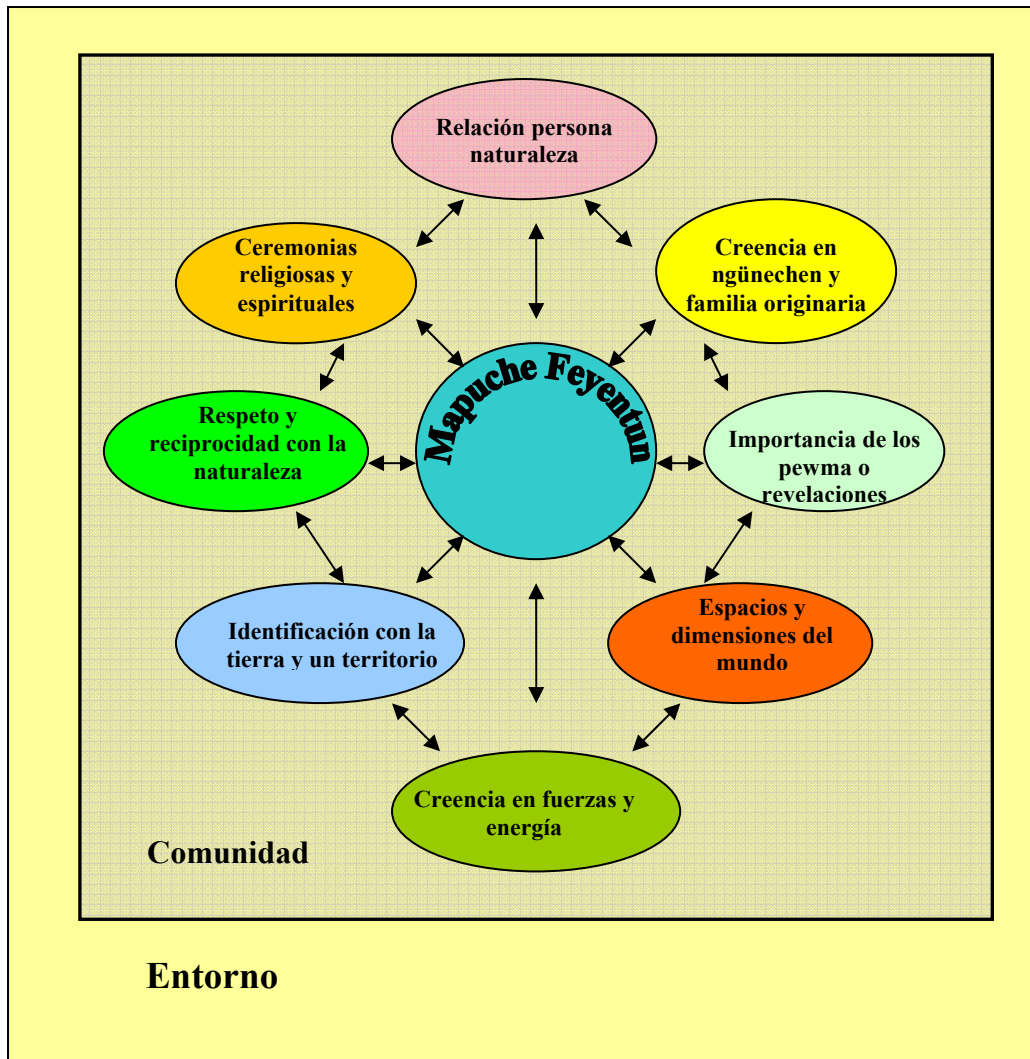 Relación persona
naturaleza
Ceremonias
religiosas y
espirituales
Creencia en
ngünechen y
familia originaria
Mapuche Feyentun
Respeto y
reciprocidad con la
naturaleza
Importancia de los
pewma o
revelaciones
Identificación con la
tierra y un territorio
Espacios y
dimensiones del
mundo
Creencia en fuerzas y
energía
Comunidad
Entorno